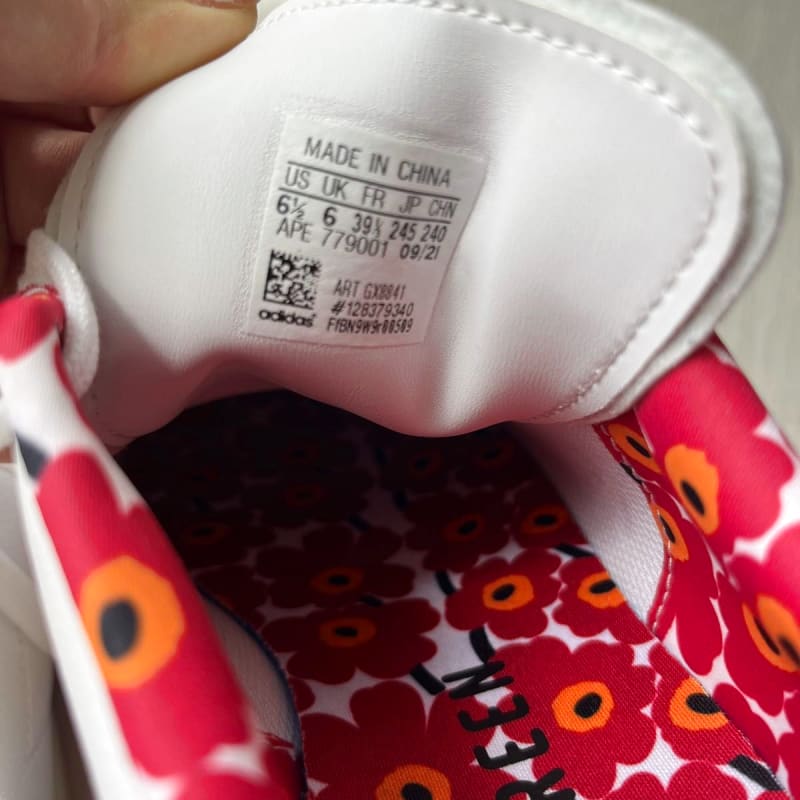 MADE IN CHINA
US UK FR JP CHN
6½ 6 39⅓ 245 240
APE 779001 09/21
ART GX8841
#128379340
adidas
REEN